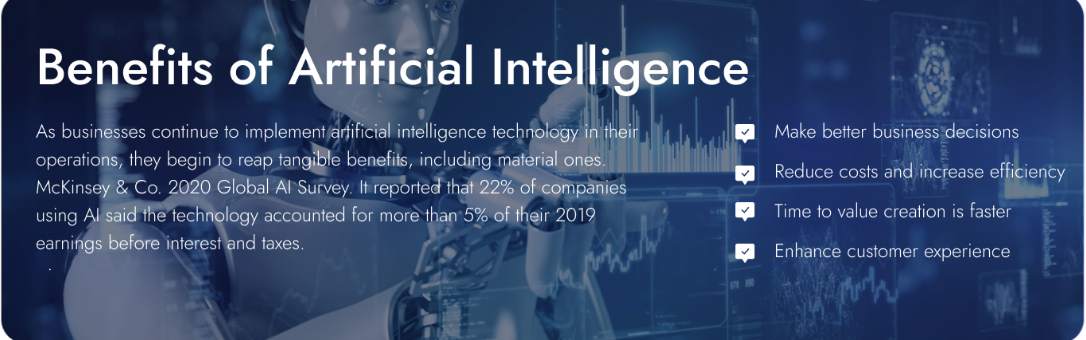 Benefits of Artificial Intelligence
As businesses continue to implement artificial intelligence technology in their
operations, they begin to reap tangible benefits, including material ones.
McKinsey & Co. 2020 Global AI Survey. It reported that 22% of companies
using AI said the technology accounted for more than 5% of their 2019
earnings before interest and taxes.
.
Make better business decisions
Reduce costs and increase efficiency
Time to value creation is faster
Enhance customer experience